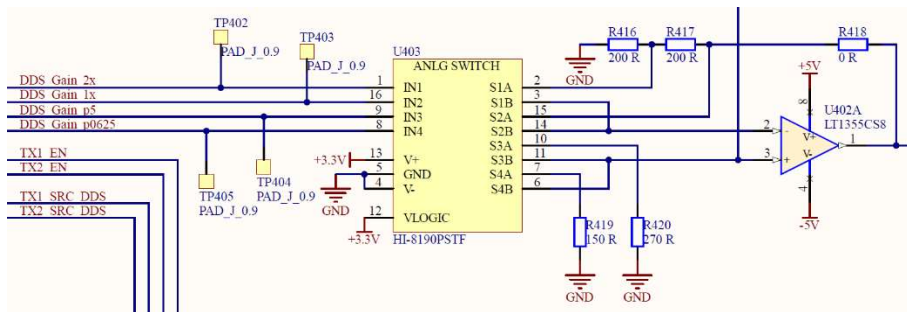 TP402
PAD_J_0.9
TP403
PAD_J_0.9
U403
ANLG SWITCH
DDS_Gain_2x
DDS_Gain_1x
DDS_Gain_p5
DDS_Gain_p0625
TX1_EN
TX2_EN
TX1_SRC_DDS
TX2_SRC_DDS
TP405
PAD_J_0.9
TP404
PAD_J_0.9
1 IN1
16 IN2
9 IN3
8 IN4
+3.3V 13 V+
5 GND
4 V-
GND
12 VLOGIC
+3.3V
HI-8190PSTF
S1A 2
S1B 3
S2A 15
S2B 14
S3A 10
S3B 11
S4A 7
S4B 6
R416
200 R
GND
R417
200 R
R418
0 R
+5V
8
U402A
LT1355CS8
2 -
3 +
V+
V-
1
4
-5V
R419
150 R
GND
R420
270 R
GND